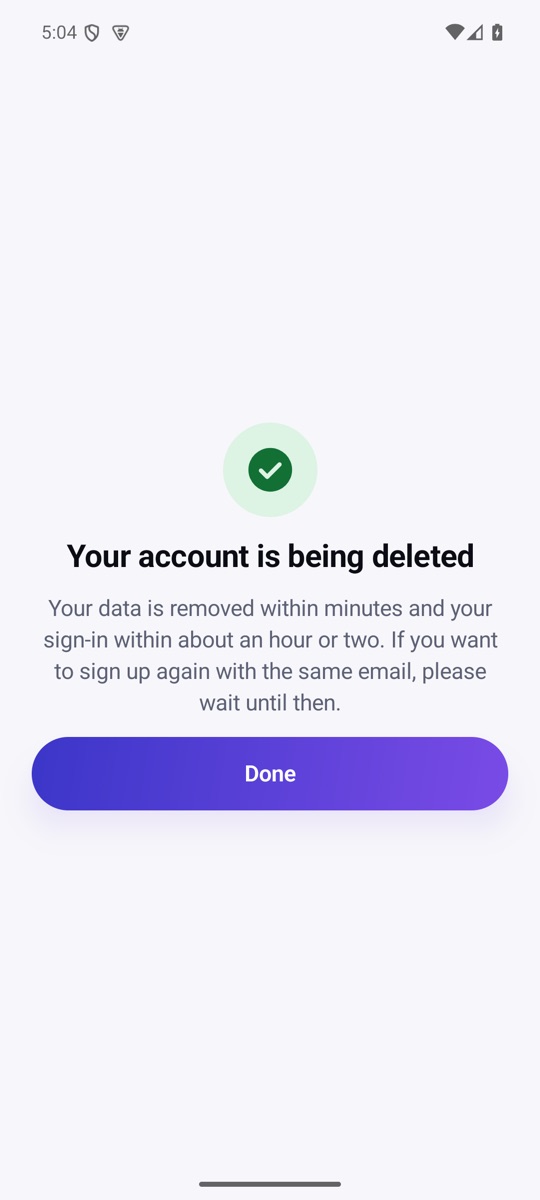 5:04
Your account is being deleted
Your data is removed within minutes and your
sign-in within about an hour or two. If you want
to sign up again with the same email, please
wait until then.
Done